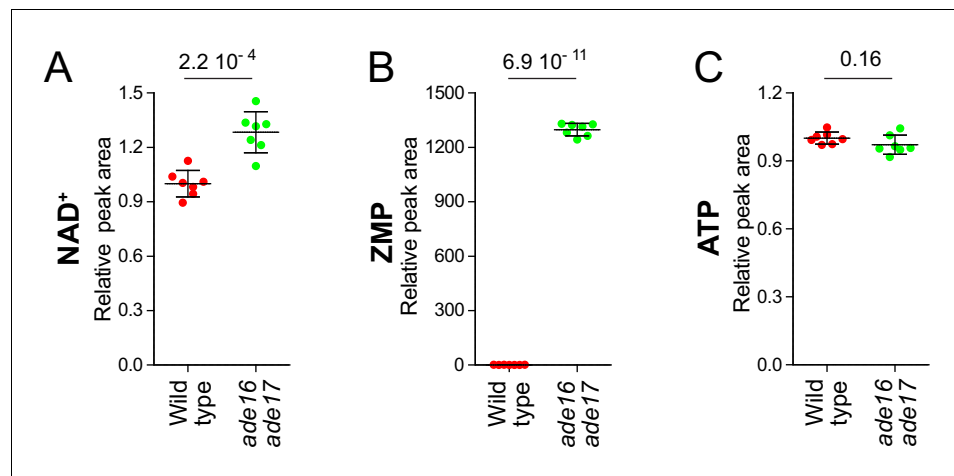 A
2.2 10⁻⁴
NAD⁺
Relative peak area
1.5
1.2
0.9
0.6
0.3
0.0
Wild
type
ade16
ade17
B
6.9 10⁻¹¹
ZMP
Relative peak area
1500
1200
900
600
300
0
Wild
type
ade16
ade17
C
0.16
ATP
Relative peak area
1.2
0.9
0.6
0.3
0.0
Wild
type
ade16
ade17